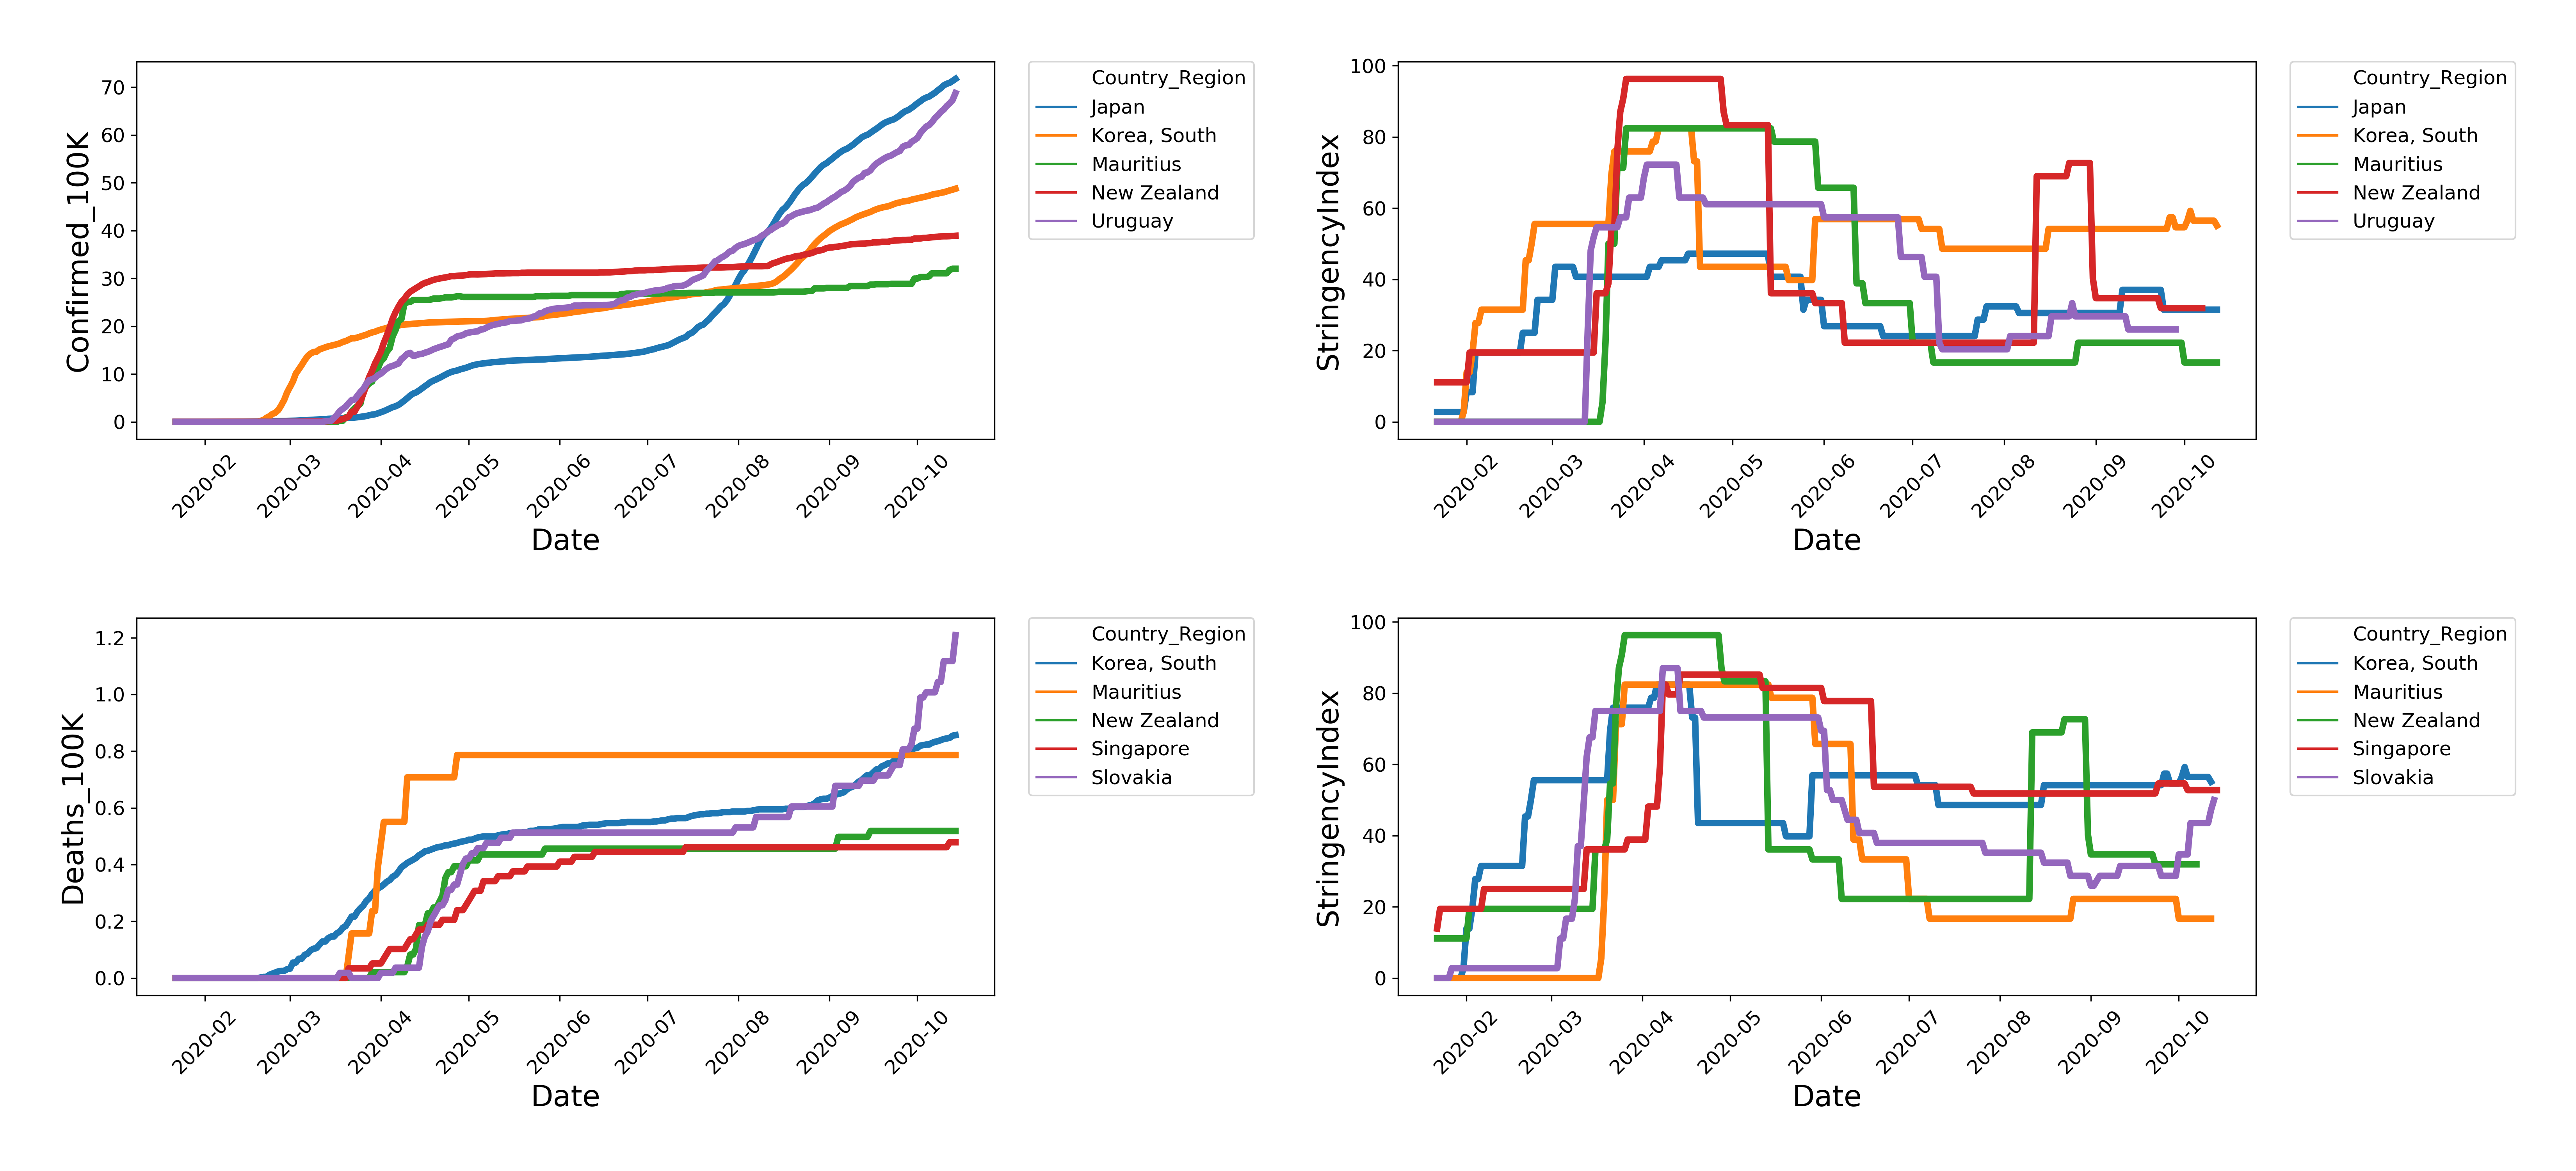 Confirmed_100K
70
60
50
40
30
20
10
0
2020-02
2020-03
2020-04
2020-05
2020-06
2020-07
2020-08
2020-09
2020-10
Date
Country_Region
Japan
Korea, South
Mauritius
New Zealand
Uruguay
StringencyIndex
100
80
60
40
20
0
2020-02
2020-03
2020-04
2020-05
2020-06
2020-07
2020-08
2020-09
2020-10
Date
Country_Region
Japan
Korea, South
Mauritius
New Zealand
Uruguay
Deaths_100K
1.2
1.0
0.8
0.6
0.4
0.2
0.0
2020-02
2020-03
2020-04
2020-05
2020-06
2020-07
2020-08
2020-09
2020-10
Date
Country_Region
Korea, South
Mauritius
New Zealand
Singapore
Slovakia
StringencyIndex
100
80
60
40
20
0
2020-02
2020-03
2020-04
2020-05
2020-06
2020-07
2020-08
2020-09
2020-10
Date
Country_Region
Korea, South
Mauritius
New Zealand
Singapore
Slovakia